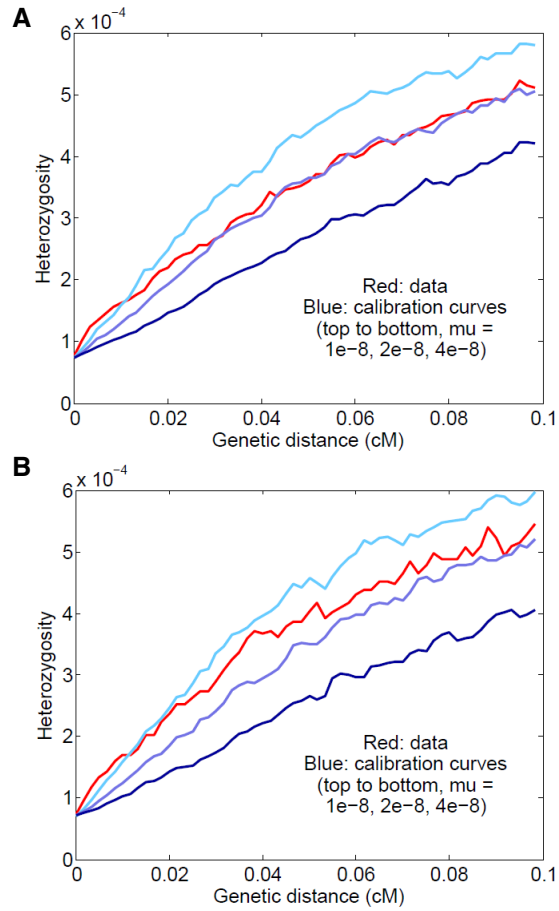 A
6 × 10⁻⁴
5
4
3
2
1
0
Heterozygosity
Red: data
Blue: calibration curves
(top to bottom, mu =
1e−8, 2e−8, 4e−8)
0 0.02 0.04 0.06 0.08 0.1
Genetic distance (cM)
B
6 × 10⁻⁴
5
4
3
2
1
0
Heterozygosity
Red: data
Blue: calibration curves
(top to bottom, mu =
1e−8, 2e−8, 4e−8)
0 0.02 0.04 0.06 0.08 0.1
Genetic distance (cM)